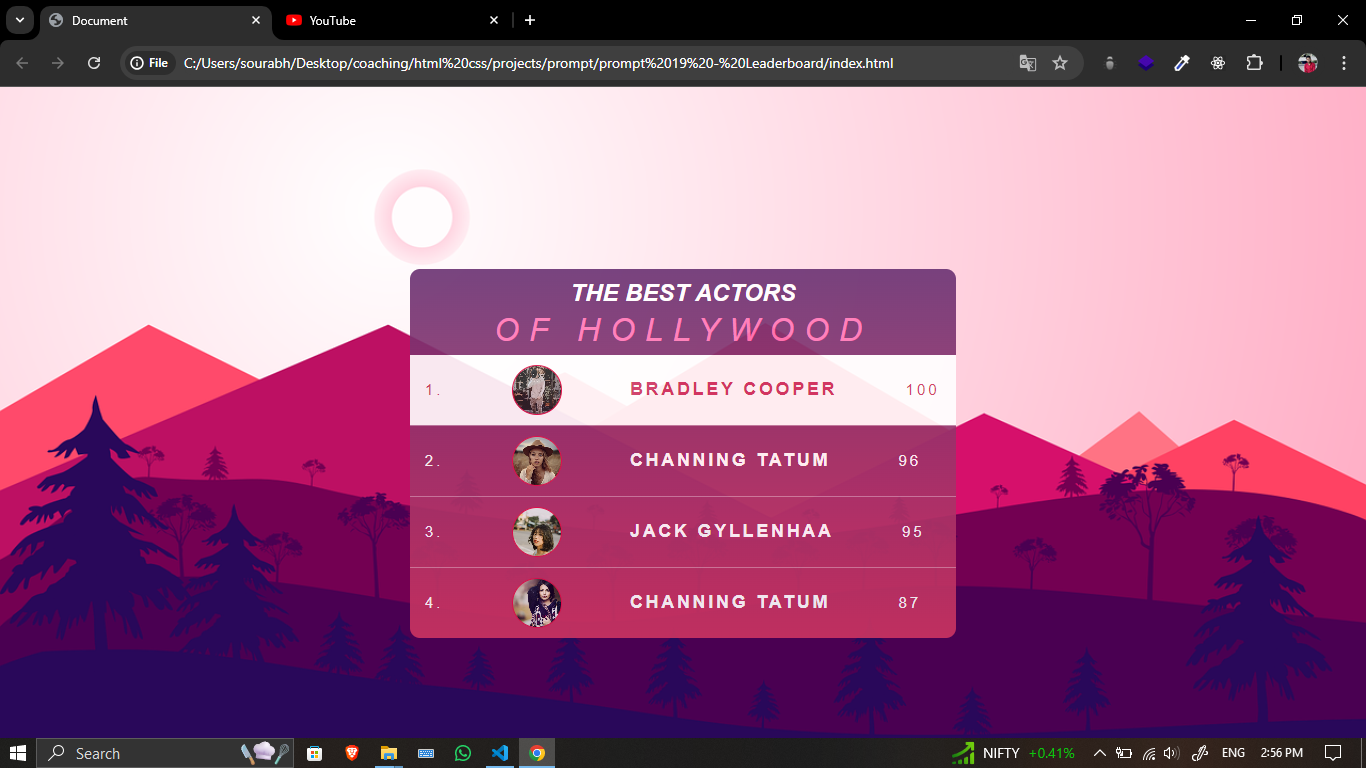 Document
YouTube
File
C:/Users/sourabh/Desktop/coaching/html%20css/projects/prompt/prompt%2019%20-%20Leaderboard/index.html
THE BEST ACTORS
OF HOLLYWOOD
1. BRADLEY COOPER 100
2. CHANNING TATUM 96
3. JACK GYLLENHAA 95
4. CHANNING TATUM 87
Search
NIFTY +0.41%
ENG
2:56 PM